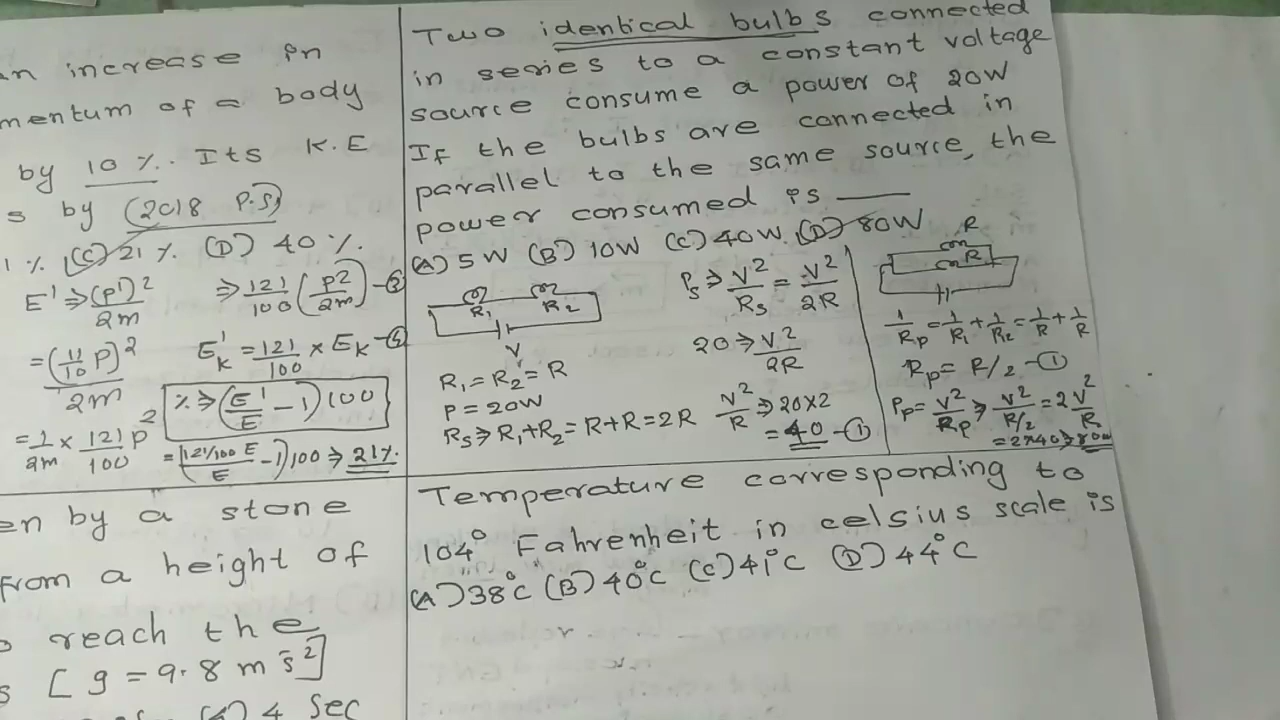 an increase in
mentum of a body
by 10 %. Its K.E
s by (2018 P.S)
1 % (C) 21 %. (D) 40 %.
E' ⇒ (p')²/2m ⇒ 121/100 (p²/2m) - ②
= (11/10 P)²/2m E'k = 121/100 × Ek
= 1/2m × 121/100 p² % ⇒ (E'/E - 1) 100
= (121/100 E/E - 1) 100 ⇒ 21%.
en by a stone
from a height of
reach the
s [g = 9.8 m s̄²]
4 Sec
Two identical bulbs connected
in series to a constant voltage
source consume a power of 20W
If the bulbs are connected in
parallel to the same source, the
power consumed is ____
(A) 5W (B) 10W (C) 40W (D) 80W
R₁ R₂
V
R₁ = R₂ = R
P = 20W
Rs ⇒ R₁ + R₂ = R + R = 2R
Ps ⇒ V²/Rs = V²/2R
20 ⇒ V²/2R
V²/R ⇒ 20×2
= 40 - ①
R
R
1/Rp = 1/R₁ + 1/R₂ = 1/R + 1/R
Rp = R/2 - ①
Pp = V²/Rp ⇒ V²/R/2 = 2V²/R
= 2×40 ⇒ 80W
Temperature corresponding to
104° Fahrenheit in celsius scale is
(A) 38°C (B) 40°C (C) 41°C (D) 44°C